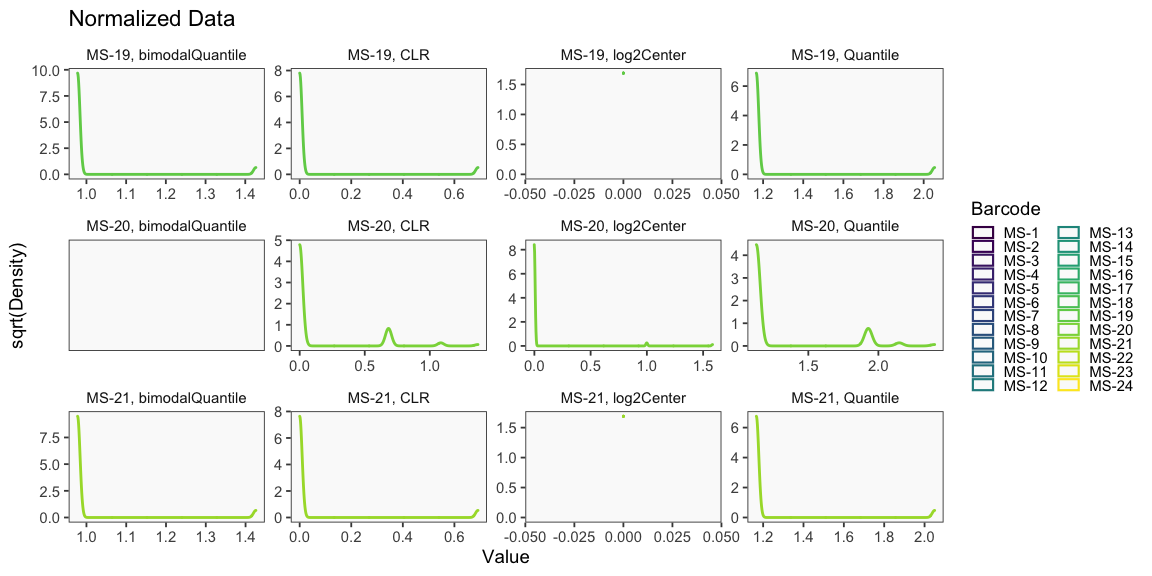 Normalized Data
MS-19, bimodalQuantile
MS-19, CLR
MS-19, log2Center
MS-19, Quantile
10.0
7.5
5.0
2.5
0.0
1.0 1.1 1.2 1.3 1.4
8
6
4
2
0
0.0 0.2 0.4 0.6
1.5
1.0
0.5
0.0
-0.050 -0.025 0.000 0.025 0.050
6
4
2
0
1.2 1.4 1.6 1.8 2.0
MS-20, bimodalQuantile
MS-20, CLR
MS-20, log2Center
MS-20, Quantile
5
4
3
2
1
0
0.0 0.5 1.0
8
6
4
2
0
0.0 0.5 1.0 1.5
4
3
2
1
0
1.5 2.0
MS-21, bimodalQuantile
MS-21, CLR
MS-21, log2Center
MS-21, Quantile
7.5
5.0
2.5
0.0
1.0 1.1 1.2 1.3 1.4
8
6
4
2
0
0.0 0.2 0.4 0.6
1.5
1.0
0.5
0.0
-0.050 -0.025 0.000 0.025 0.050
6
4
2
0
1.2 1.4 1.6 1.8 2.0
sqrt(Density)
Value
Barcode
MS-1
MS-2
MS-3
MS-4
MS-5
MS-6
MS-7
MS-8
MS-9
MS-10
MS-11
MS-12
MS-13
MS-14
MS-15
MS-16
MS-17
MS-18
MS-19
MS-20
MS-21
MS-22
MS-23
MS-24